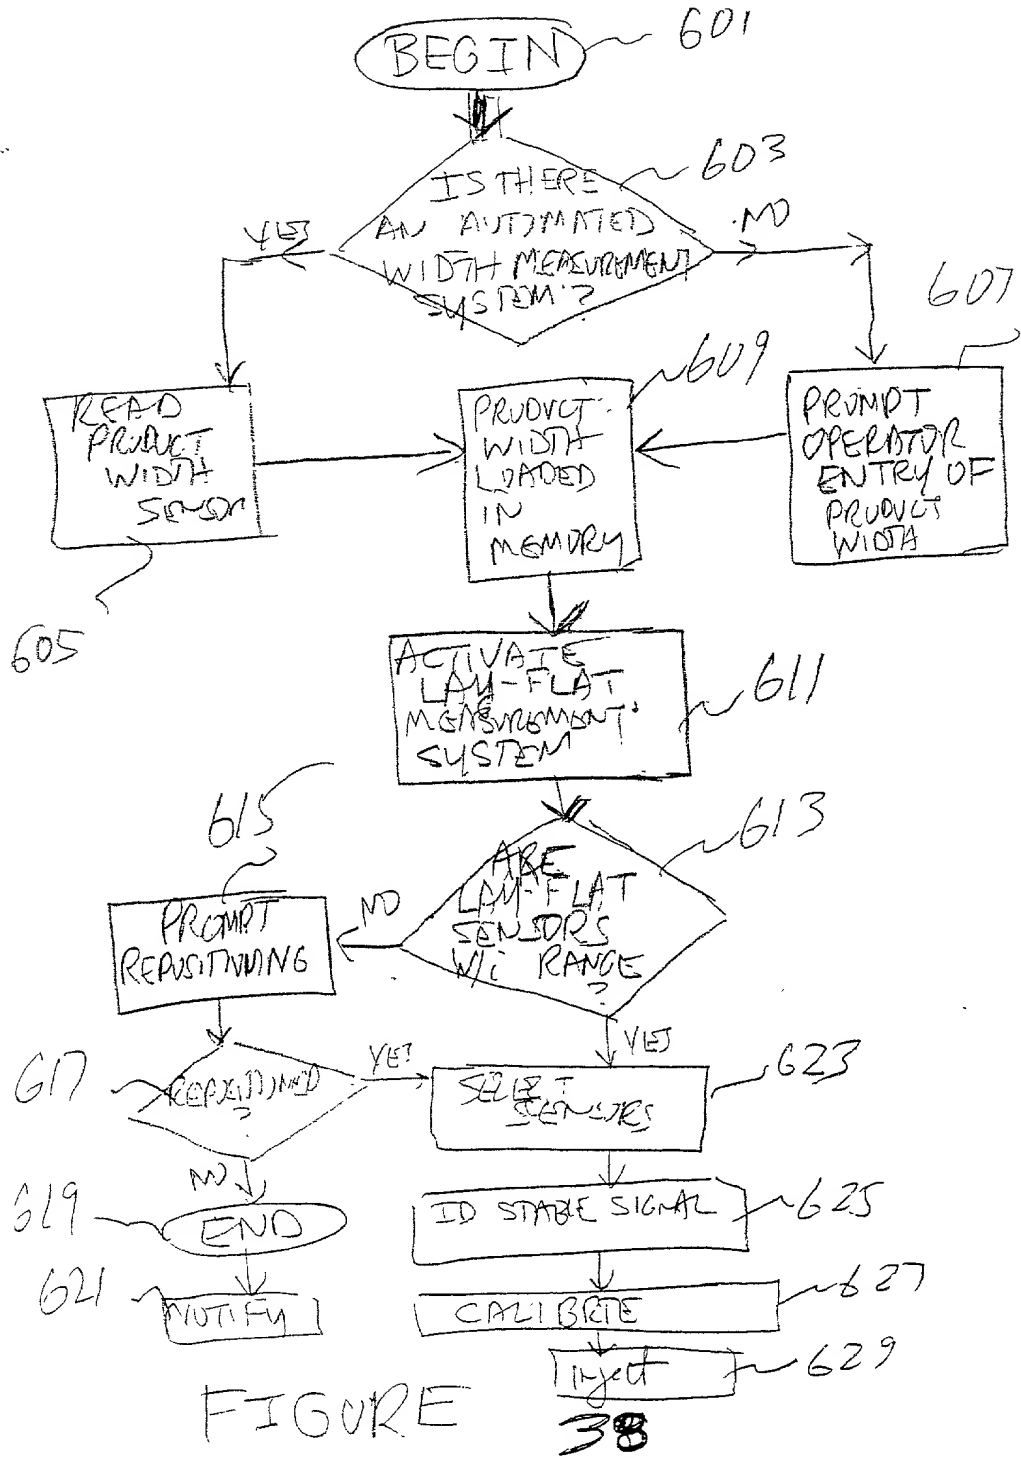 BEGIN
601
IS THERE
AN AUTOMATED
WIDTH MEASUREMENT
SYSTEM?
603
YES
NO
607
609
READ
PRODUCT
WIDTH
SENSOR
605
PRODUCT
WIDTH
LOADED
IN
MEMORY
PROMPT
OPERATOR
ENTRY OF
PRODUCT
WIDTH
ACTIVATE
LAY-FLAT
MEASUREMENT
SYSTEM
611
615
613
ARE
LAY-FLAT
SENSORS
W/i RANGE
?
NO
PROMPT
REPOSITIONING
YES
617
REPOSITIONED
?
YES
SELECT
SENSORS
623
NO
619
END
ID STABLE SIGNAL
625
621
NOTIFY
CALIBRTE
627
inject
629
FIGURE
38